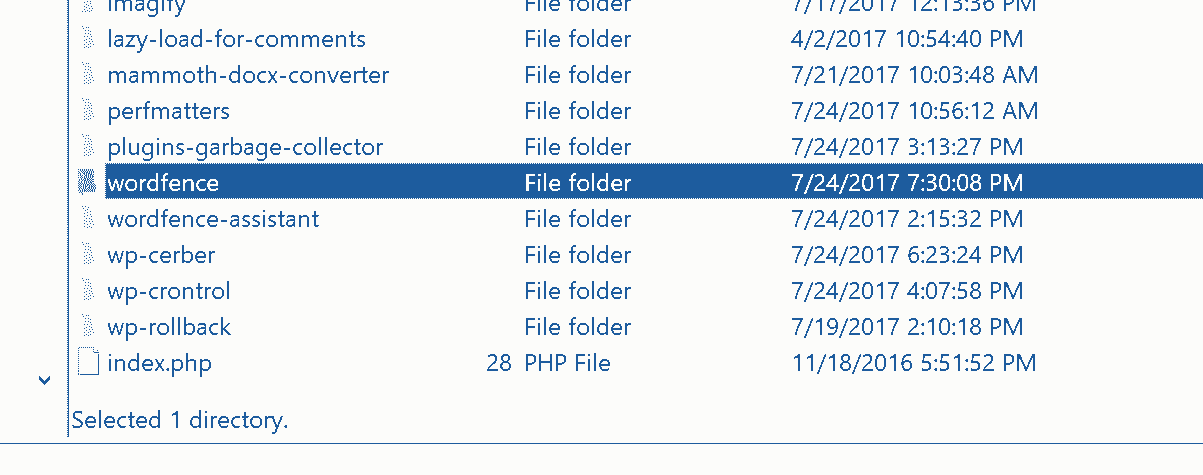 imagify File folder 7/17/2017 12:13:36 PM
lazy-load-for-comments File folder 4/2/2017 10:54:40 PM
mammoth-docx-converter File folder 7/21/2017 10:03:48 AM
perfmatters File folder 7/24/2017 10:56:12 AM
plugins-garbage-collector File folder 7/24/2017 3:13:27 PM
wordfence File folder 7/24/2017 7:30:08 PM
wordfence-assistant File folder 7/24/2017 2:15:32 PM
wp-cerber File folder 7/24/2017 6:23:24 PM
wp-crontrol File folder 7/24/2017 4:07:58 PM
wp-rollback File folder 7/19/2017 2:10:18 PM
index.php 28 PHP File 11/18/2016 5:51:52 PM
Selected 1 directory.